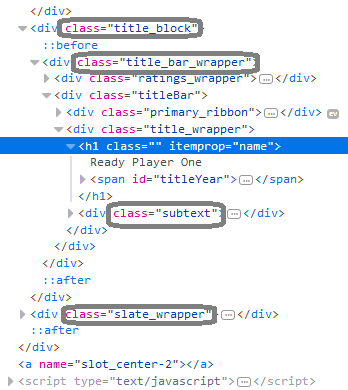 </div>
<div class="title_block">
::before
<div class="title_bar_wrapper">
<div class="ratings_wrapper">…</div>
<div class="titleBar">
<div class="primary_ribbon">…</div> ev
<div class="title_wrapper">
<h1 class="" itemprop="name">
Ready Player One
<span id="titleYear">…</span>
</h1>
<div class="subtext">…</div>
</div>
</div>
</div>
::after
</div>
<div class="slate_wrapper">…</div>
::after
</div>
<a name="slot_center-2"></a>
<script type="text/javascript">…</script>